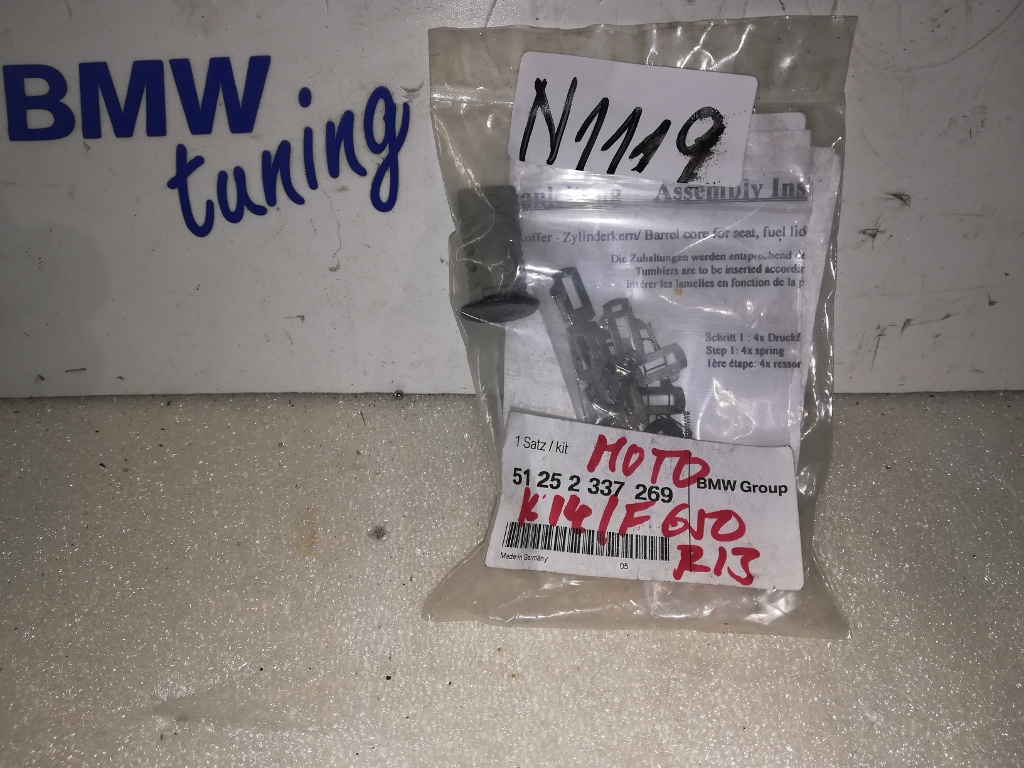 BMW
tuning
N1119
Assembly Ins
Koffer - Zylinderkern/ Barrel core for seat, fuel lid
Die Zuhaltungen werden entsprechend de
Tumblers are to be inserted accordin
insérer les lamelles en fonction de la p
Schritt 1 : 4x Druckf
Step 1: 4x spring
1ère étape: 4x ressor
1 Satz / kit
MOTO
51 25 2 337 269
BMW Group
K14/F650
R13
Made in Germany
05